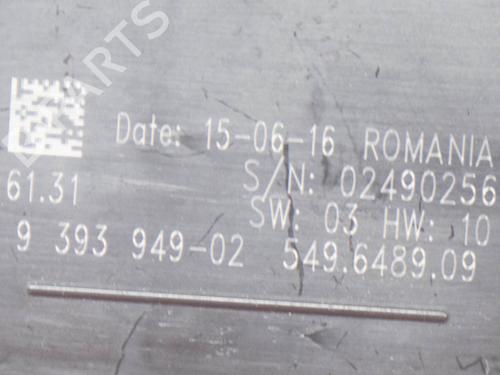 PARTS
Date: 15-06-16 ROMANIA
S/N: 02490256
61.31
SW: 03 HW: 10
9 393 949-02 549.6489.09